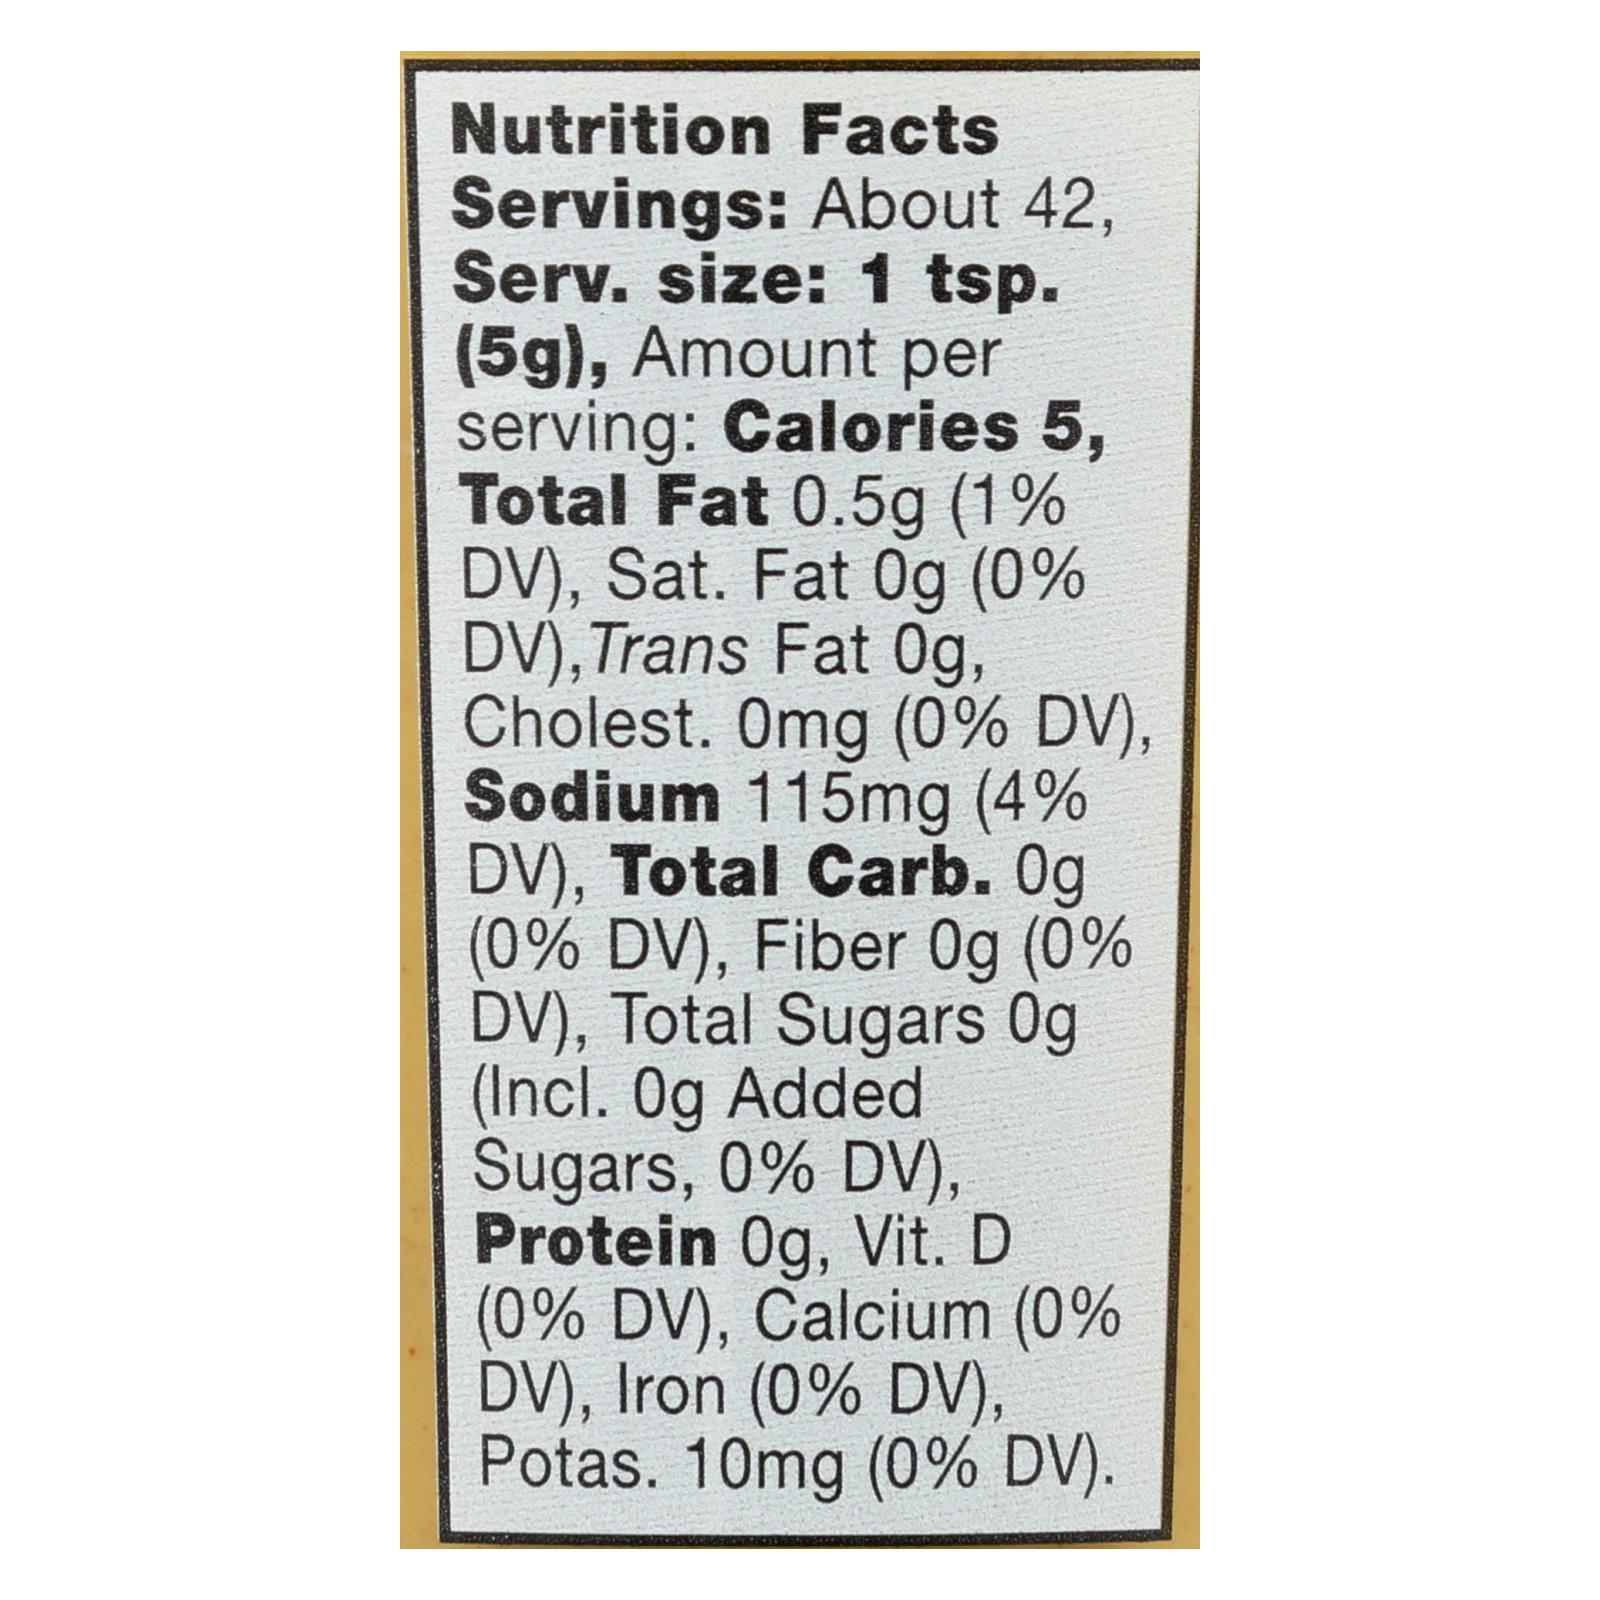 Nutrition Facts
Servings: About 42,
Serv. size: 1 tsp.
(5g), Amount per
serving: Calories 5,
Total Fat 0.5g (1%
DV), Sat. Fat 0g (0%
DV),Trans Fat 0g,
Cholest. 0mg (0% DV),
Sodium 115mg (4%
DV), Total Carb. 0g
(0% DV), Fiber 0g (0%
DV), Total Sugars 0g
(Incl. 0g Added
Sugars, 0% DV),
Protein 0g, Vit. D
(0% DV), Calcium (0%
DV), Iron (0% DV),
Potas. 10mg (0% DV).